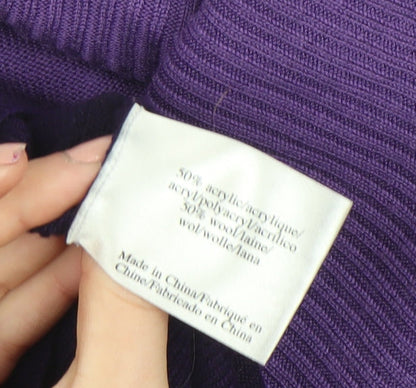 50% acrylic/acrylique/
acryl/polyacryl/acrilico
50% wool/laine/
wol/wolle/lana
Made in China/Fabriqué en
Chine/Fabricado en China